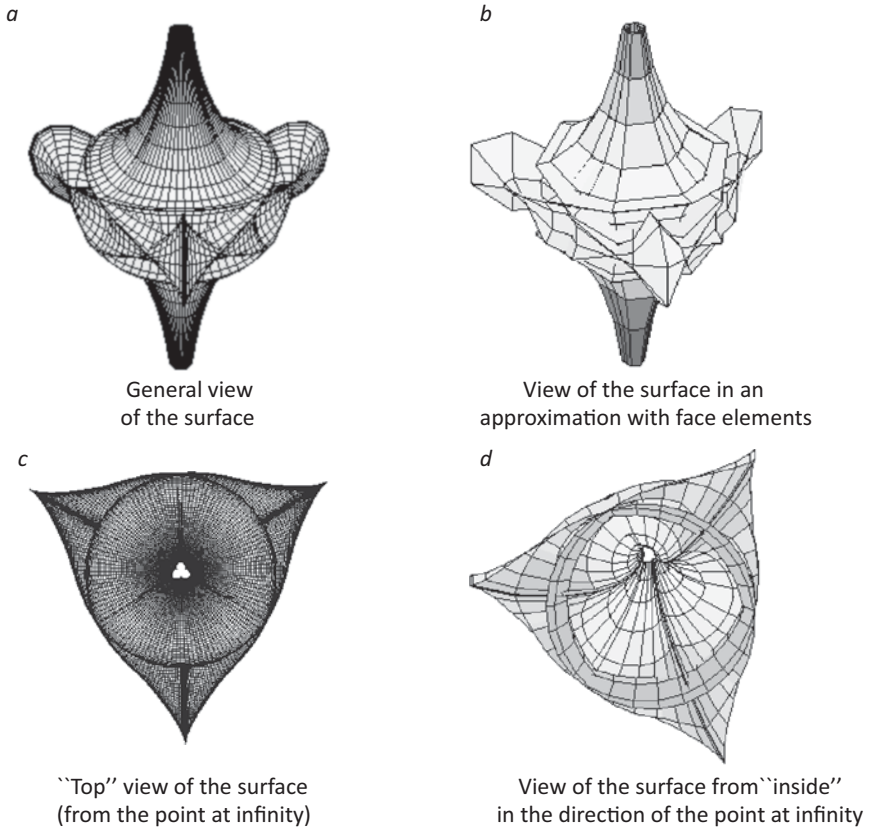 a
b
General view
of the surface
View of the surface in an
approximation with face elements
c
d
``Top'' view of the surface
(from the point at infinity)
View of the surface from``inside''
in the direction of the point at infinity